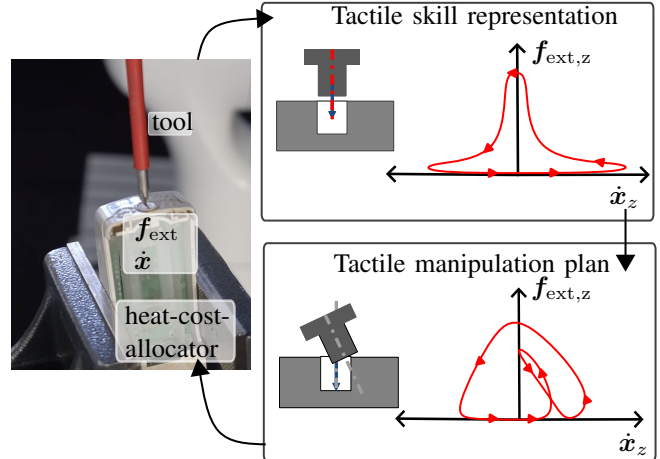 Tactile skill representation
f_ext,z
ẋ_z
tool
f_ext
ẋ
heat-cost-
allocator
Tactile manipulation plan
f_ext,z
ẋ_z